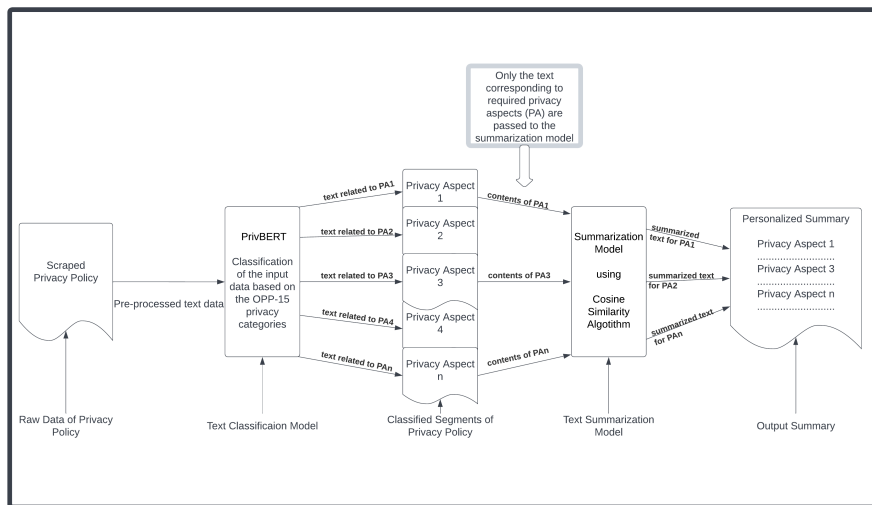 Only the text
corresponding to
required privacy
aspects (PA) are
passed to the
summarization model
Scraped
Privacy Policy
Pre-processed text data
Raw Data of Privacy
Policy
PrivBERT
Classification
of the input
data based on
the OPP-15
privacy
categories
Text Classificaion Model
text related to PA1
text related to PA2
text related to PA3
text related to PA4
text related to PAn
Privacy Aspect
1
Privacy Aspect
2
Privacy Aspect
3
Privacy Aspect
4
Privacy Aspect
n
Classified Segments of
Privacy Policy
contents of PA1
contents of PA3
contents of PAn
Summarization
Model
using
Cosine
Similarity
Algotithm
Text Summarization
Model
summarized
text for PA1
summarized text
for PA2
summarized text
for PAn
Personalized Summary
Privacy Aspect 1
......................
Privacy Aspect 3
......................
Privacy Aspect n
......................
Output Summary